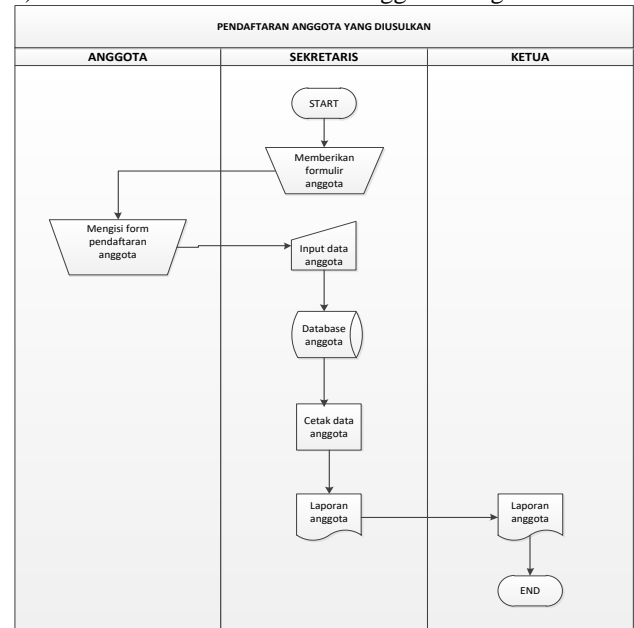 PENDAFTARAN ANGGOTA YANG DIUSULKAN
ANGGOTA
SEKRETARIS
KETUA
START
Memberikan
formulir
anggota
Mengisi form
pendaftaran
anggota
Input data
anggota
Database
anggota
Cetak data
anggota
Laporan
anggota
Laporan
anggota
END